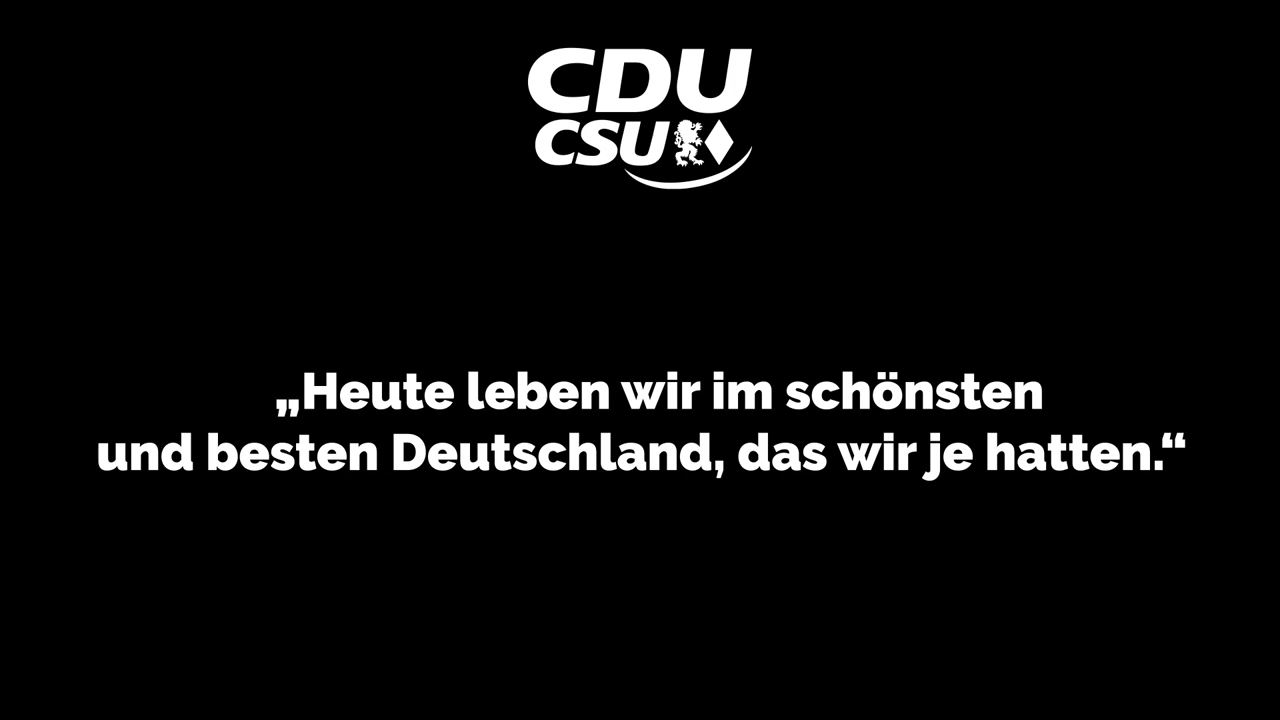 CDU
CSU
„Heute leben wir im schönsten
und besten Deutschland, das wir je hatten.“